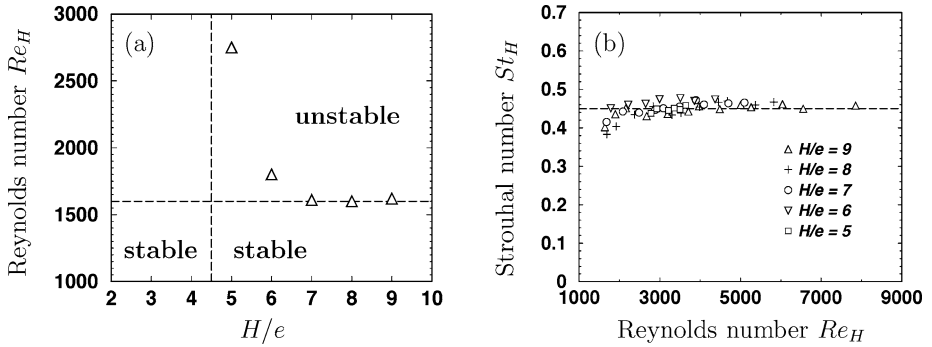 3000
2500
2000
1500
1000
Reynolds number Re_H
(a)
unstable
stable
stable
2 3 4 5 6 7 8 9 10
H/e
0.7
0.6
0.5
0.4
0.3
0.2
0.1
0
Strouhal number St_H
(b)
H/e = 9
H/e = 8
H/e = 7
H/e = 6
H/e = 5
1000 3000 5000 7000 9000
Reynolds number Re_H